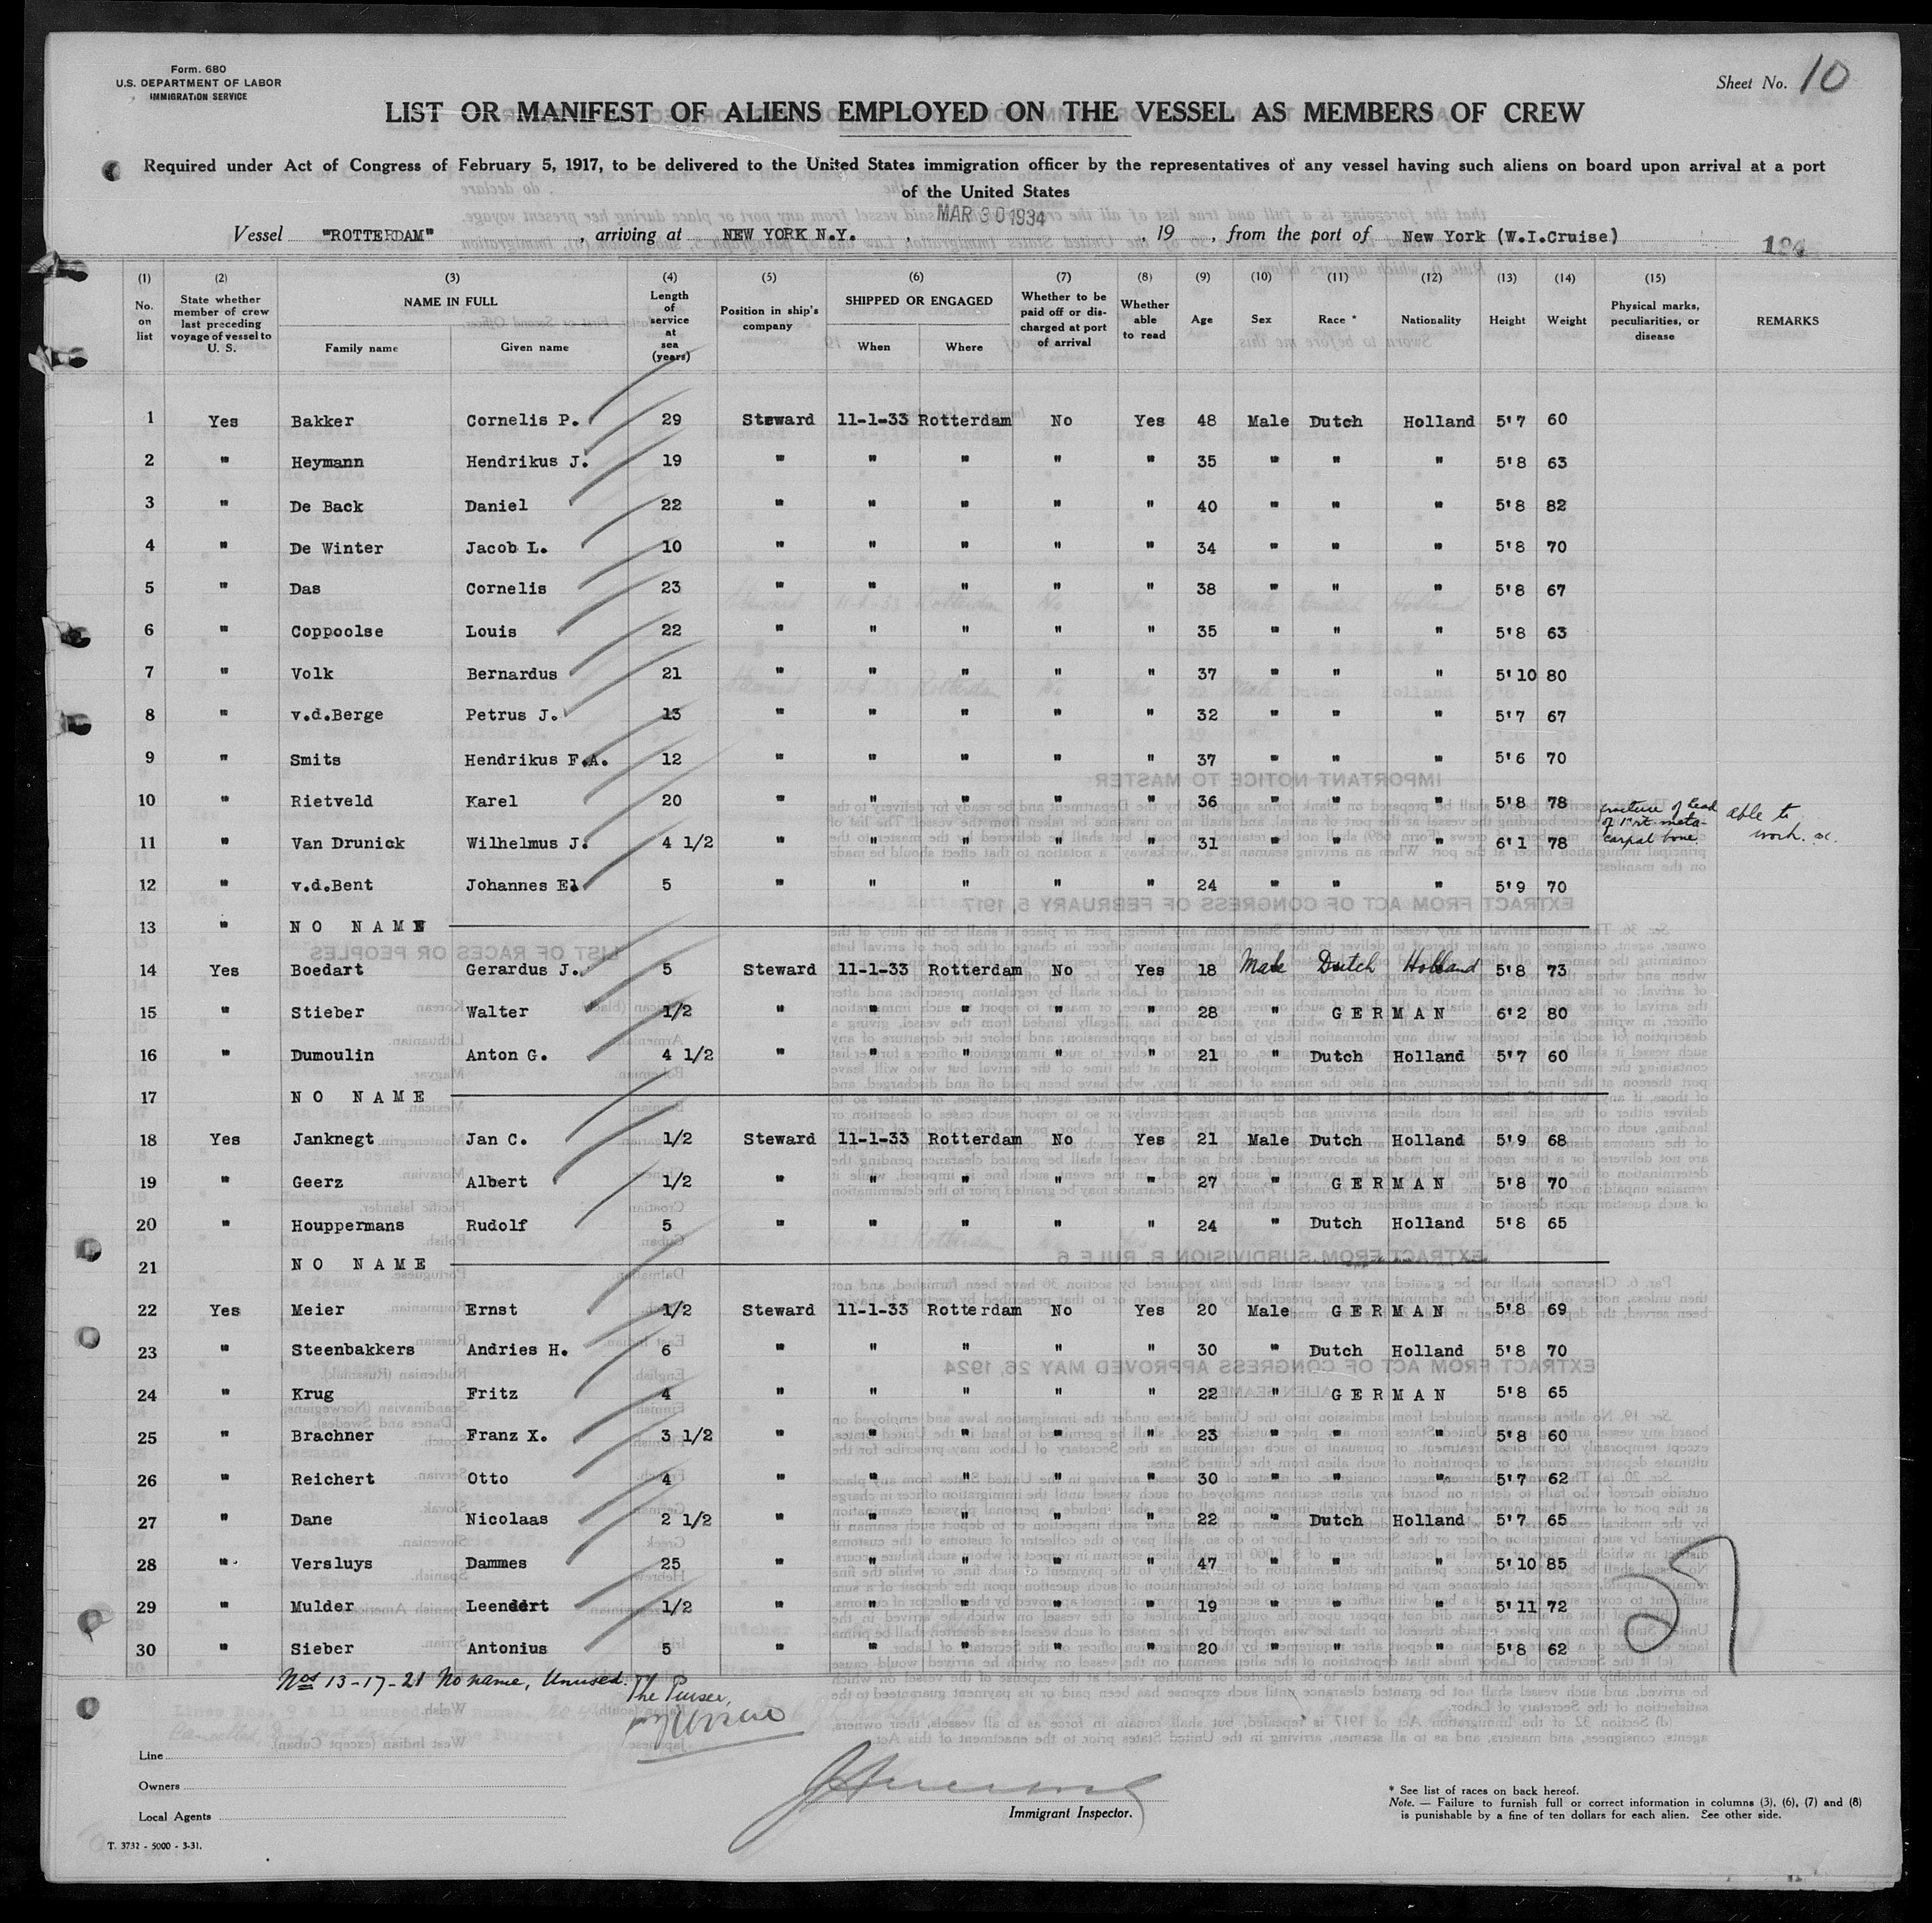 Form. 680
U.S. DEPARTMENT OF LABOR
IMMIGRATION SERVICE
Sheet No. 10
LIST OR MANIFEST OF ALIENS EMPLOYED ON THE VESSEL AS MEMBERS OF CREW
Required under Act of Congress of February 5, 1917, to be delivered to the United States immigration officer by the representatives of any vessel having such aliens on board upon arrival at a port
of the United States
MAR 30 1934
Vessel "ROTTERDAM", arriving at NEW YORK N.Y., , 19 , from the port of New York (W.I.Cruise)
194
(1) (2) (3) (4) (5) (6) (7) (8) (9) (10) (11) (12) (13) (14) (15)
No. on list State whether member of crew last preceding voyage of vessel to U. S. NAME IN FULL Family name Given name Length of service at sea (years) Position in ship's company SHIPPED OR ENGAGED When Where Whether to be paid off or discharged at port of arrival Whether able to read Age Sex Race * Nationality Height Weight Physical marks, peculiarities, or disease REMARKS
1 Yes Bakker Cornelis P. 29 Steward 11-1-33 Rotterdam No Yes 48 Male Dutch Holland 5'7 60
2 " Heymann Hendrikus J. 19 " " " " " 35 " " " 5'8 63
3 " De Back Daniel 22 " " " " " 40 " " " 5'8 82
4 " De Winter Jacob L. 10 " " " " " 34 " " " 5'8 70
5 " Das Cornelis 23 " " " " " 38 " " " 5'8 67
6 " Coppoolse Louis 22 " " " " " 35 " " " 5'8 63
7 " Volk Bernardus 21 " " " " " 37 " " " 5'10 80
8 " v.d.Berge Petrus J. 13 " " " " " 32 " " " 5'7 67
9 " Smits Hendrikus F.A. 12 " " " " " 37 " " " 5'6 70
10 " Rietveld Karel 20 " " " " " 36 " " " 5'8 78
11 " Van Drunick Wilhelmus J. 4 1/2 " " " " " 31 " " " 6'1 78 fracture of head of 1st rt. metacarpal bone able to work.
12 " v.d.Bent Johannes El. 5 " " " " " 24 " " " 5'9 70
13 " NO NAME
14 Yes Boedart Gerardus J. 5 Steward 11-1-33 Rotterdam No Yes 18 Male Dutch Holland 5'8 73
15 " Stieber Walter 1/2 " " " " " 28 " GERMAN 6'2 80
16 " Dumoulin Anton G. 4 1/2 " " " " " 21 " Dutch Holland 5'7 60
17 NO NAME
18 Yes Janknegt Jan C. 1/2 Steward 11-1-33 Rotterdam No Yes 21 Male Dutch Holland 5'9 68
19 " Geerz Albert 1/2 " " " " " 27 " GERMAN 5'8 70
20 " Houppermans Rudolf 5 " " " " " 24 " Dutch Holland 5'8 65
21 NO NAME
22 Yes Meier Ernst 1/2 Steward 11-1-33 Rotterdam No Yes 20 Male GERMAN 5'8 69
23 " Steenbakkers Andries H. 6 " " " " " 30 " Dutch Holland 5'8 70
24 " Krug Fritz 4 " " " " " 22 " GERMAN 5'8 65
25 " Brachner Franz X. 3 1/2 " " " " " 23 " " " 5'8 60
26 " Reichert Otto 4 " " " " " 30 " " " 5'7 62
27 " Dane Nicolaas 2 1/2 " " " " " 22 " Dutch Holland 5'7 65
28 " Versluys Dammes 25 " " " " " 47 " " " 5'10 85
29 " Mulder Leendert 1/2 " " " " " 19 " " " 5'11 72
30 " Sieber Antonius 5 " " " " " 20 " " " 5'8 62
27
Nos 13-17-21 No name, Unused.
The Purser,
Line
Owners
Local Agents
Immigrant Inspector.
* See list of races on back hereof.
Note. — Failure to furnish full or correct information in columns (3), (6), (7) and (8)
is punishable by a fine of ten dollars for each alien. See other side.
T. 3732 - 5000 - 3-31.